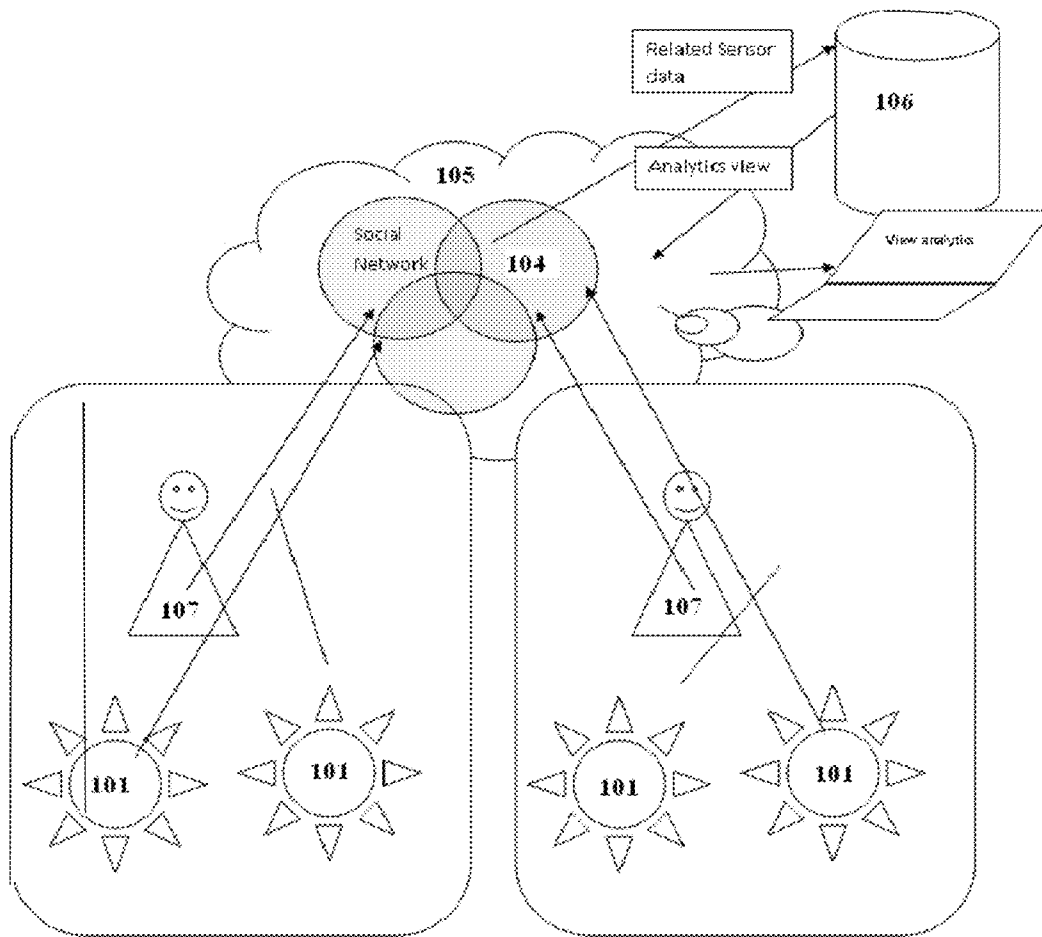 Related Sensor
data
106
105
Analytics view
Social
Network
104
View analytics
107
107
101
101
101
101